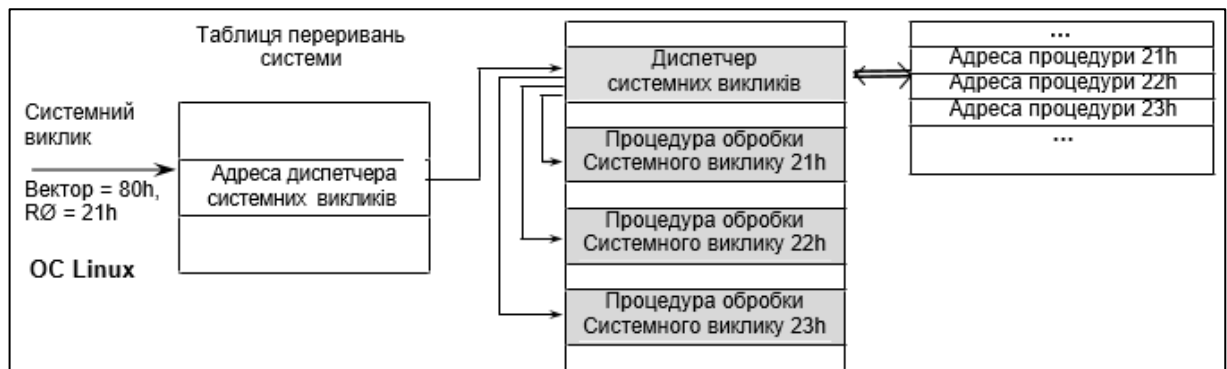 Таблиця переривань
системи
Системний
виклик
Вектор = 80h,
RØ = 21h
ОС Linux
Адреса диспетчера
системних викликів
Диспетчер
системних викликів
Процедура обробки
Системного виклику 21h
Процедура обробки
Системного виклику 22h
Процедура обробки
Системного виклику 23h
...
Адреса процедури 21h
Адреса процедури 22h
Адреса процедури 23h
...